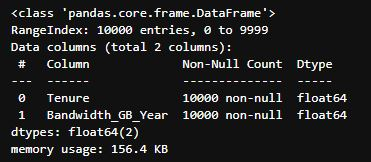 <class 'pandas.core.frame.DataFrame'>
RangeIndex: 10000 entries, 0 to 9999
Data columns (total 2 columns):
 #   Column             Non-Null Count  Dtype
---  ------             --------------  -----
 0   Tenure             10000 non-null  float64
 1   Bandwidth_GB_Year  10000 non-null  float64
dtypes: float64(2)
memory usage: 156.4 KB